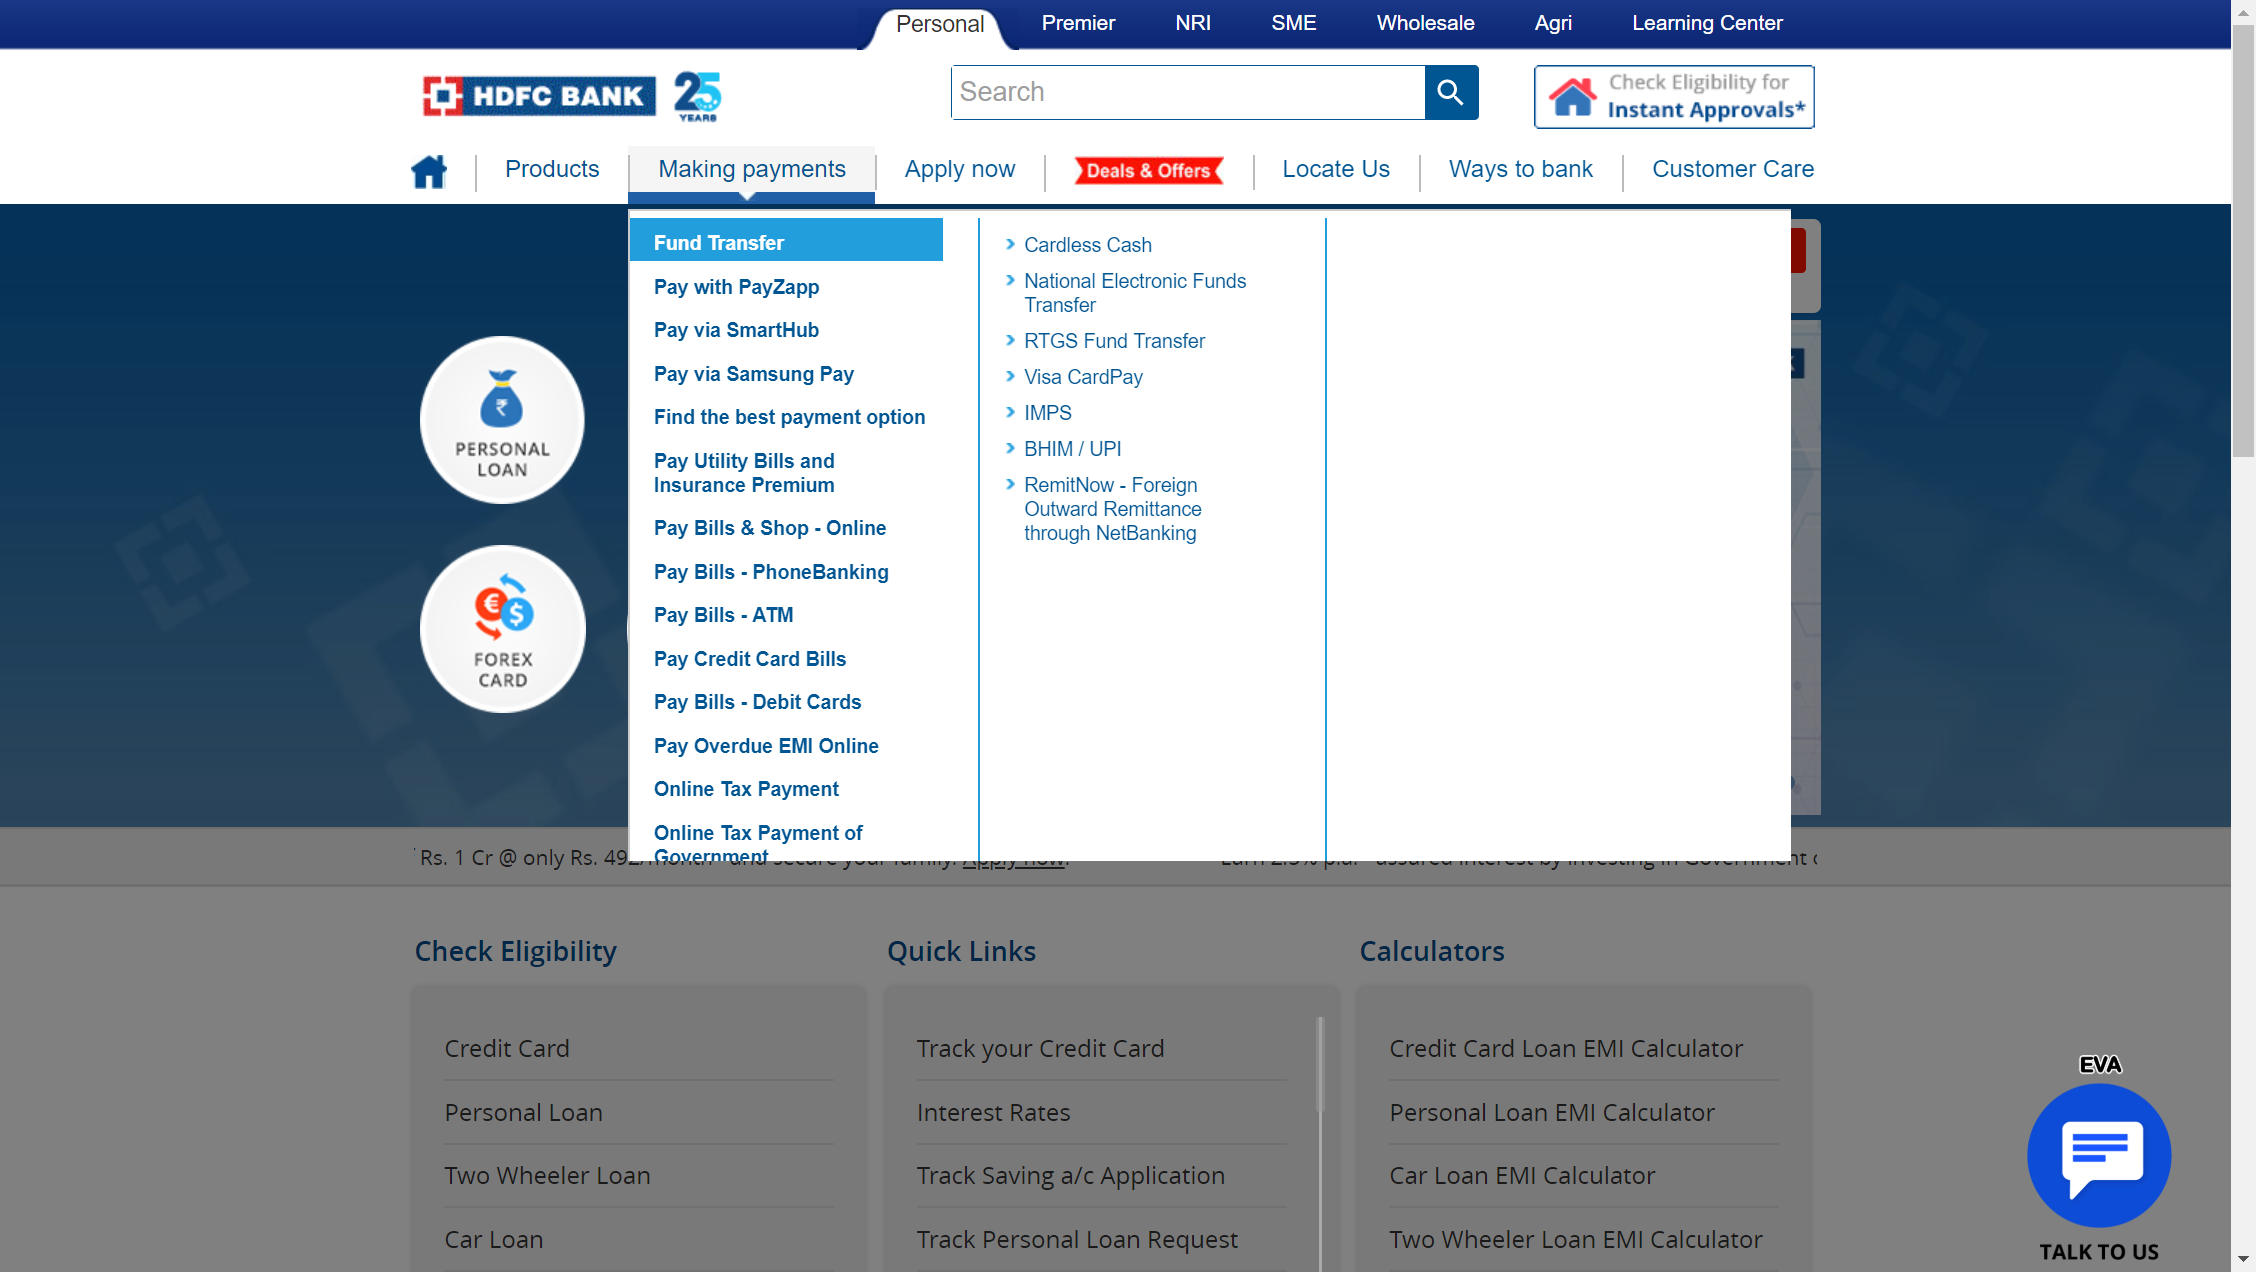 Personal
Premier
NRI
SME
Wholesale
Agri
Learning Center
HDFC BANK
25
YEARS
Search
Check Eligibility for
Instant Approvals*
Products
Making payments
Apply now
Deals & Offers
Locate Us
Ways to bank
Customer Care
Fund Transfer
Pay with PayZapp
Pay via SmartHub
Pay via Samsung Pay
Find the best payment option
Pay Utility Bills and
Insurance Premium
Pay Bills & Shop - Online
Pay Bills - PhoneBanking
Pay Bills - ATM
Pay Credit Card Bills
Pay Bills - Debit Cards
Pay Overdue EMI Online
Online Tax Payment
Online Tax Payment of
Government
Cardless Cash
National Electronic Funds
Transfer
RTGS Fund Transfer
Visa CardPay
IMPS
BHIM / UPI
RemitNow - Foreign
Outward Remittance
through NetBanking
PERSONAL
LOAN
FOREX
CARD
Rs. 1 Cr @ only Rs. 492/month* and secure your family. Apply now!
Earn 2.5% p.a.* assured interest by investing in Government
Check Eligibility
Credit Card
Personal Loan
Two Wheeler Loan
Car Loan
Quick Links
Track your Credit Card
Interest Rates
Track Saving a/c Application
Track Personal Loan Request
Calculators
Credit Card Loan EMI Calculator
Personal Loan EMI Calculator
Car Loan EMI Calculator
Two Wheeler Loan EMI Calculator
EVA
TALK TO US